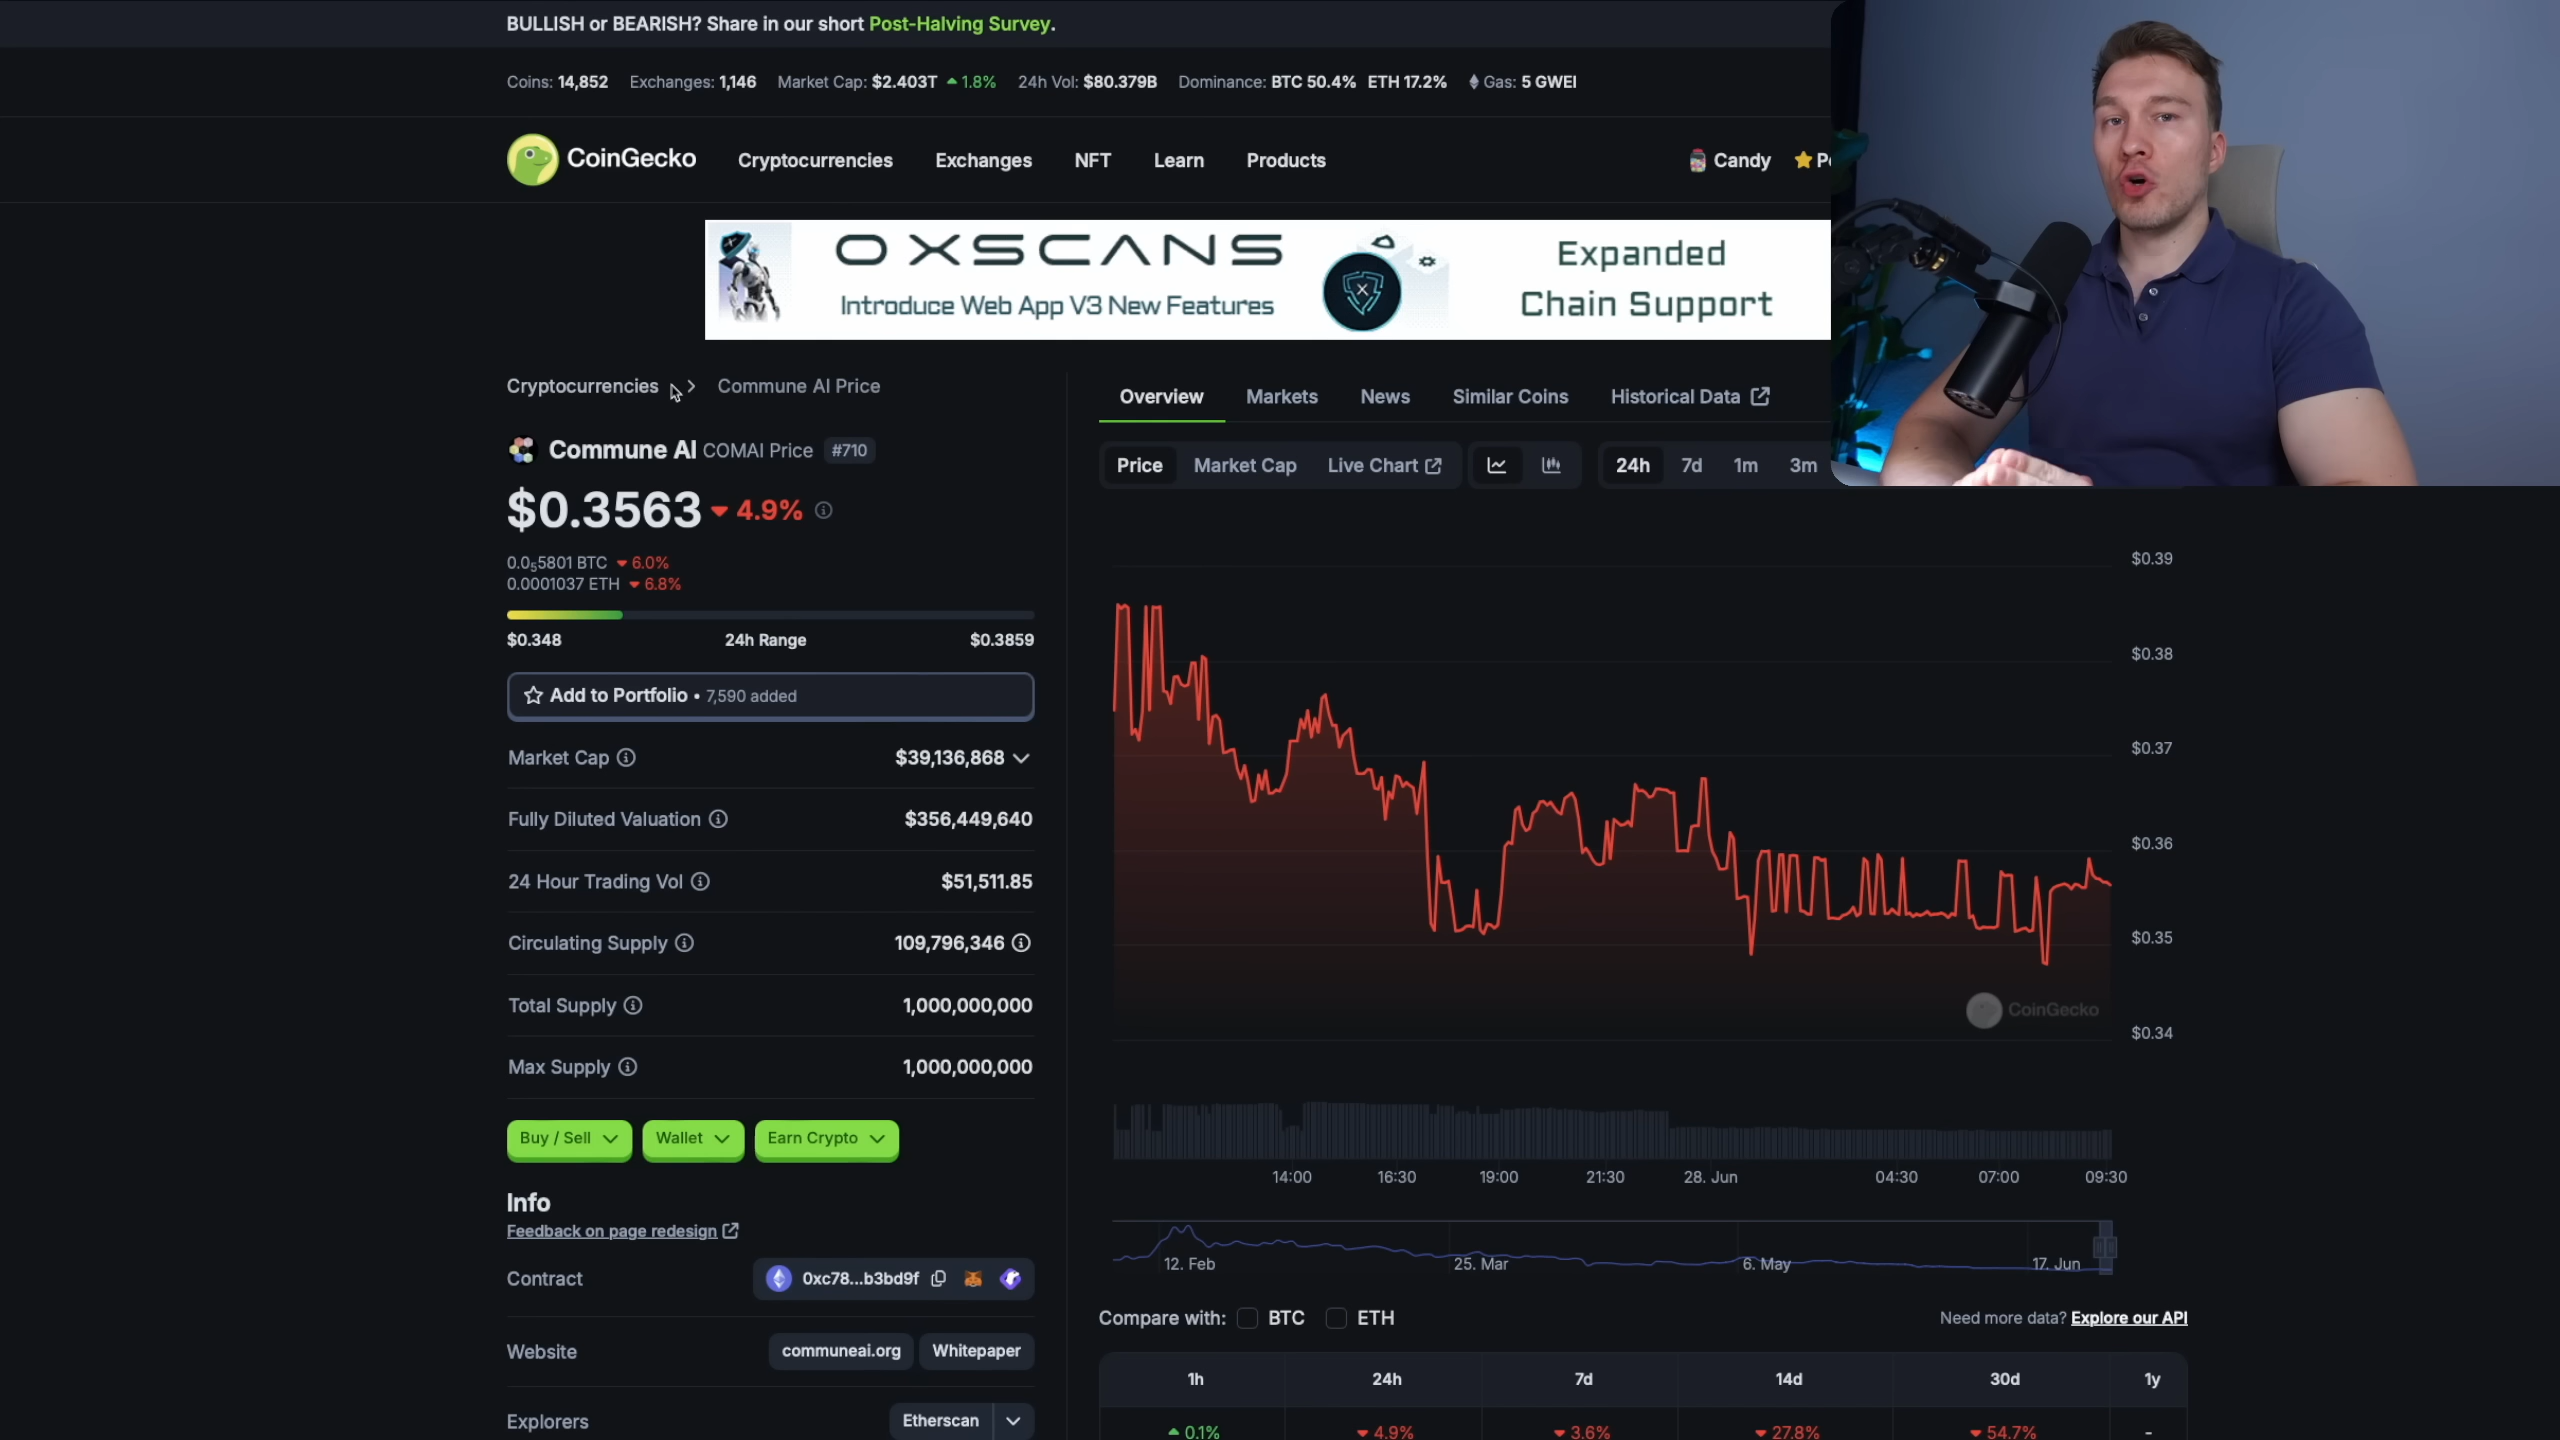 BULLISH or BEARISH? Share in our short Post-Halving Survey.
Coins: 14,852 Exchanges: 1,146 Market Cap: $2.403T 1.8% 24h Vol: $80.379B Dominance: BTC 50.4% ETH 17.2% Gas: 5 GWEI
CoinGecko Cryptocurrencies Exchanges NFT Learn Products Candy
0XSCANS
Introduce Web App V3 New Features
Expanded
Chain Support
Cryptocurrencies > Commune AI Price
Commune AI COMAI Price #710
$0.3563 4.9%
0.0₅5801 BTC 6.0%
0.0001037 ETH 6.8%
$0.348 24h Range $0.3859
Add to Portfolio • 7,590 added
Market Cap $39,136,868
Fully Diluted Valuation $356,449,640
24 Hour Trading Vol $51,511.85
Circulating Supply 109,796,346
Total Supply 1,000,000,000
Max Supply 1,000,000,000
Buy / Sell Wallet Earn Crypto
Info
Feedback on page redesign
Contract 0xc78...b3bd9f
Website communeai.org Whitepaper
Explorers Etherscan
Overview Markets News Similar Coins Historical Data
Price Market Cap Live Chart 24h 7d 1m 3m
$0.39
$0.38
$0.37
$0.36
$0.35
CoinGecko
$0.34
14:00 16:30 19:00 21:30 28. Jun 04:30 07:00 09:30
12. Feb 25. Mar 6. May 17. Jun
Compare with: BTC ETH Need more data? Explore our API
1h 24h 7d 14d 30d 1y
0.1% 4.9% 3.6% 27.8% 54.7% -